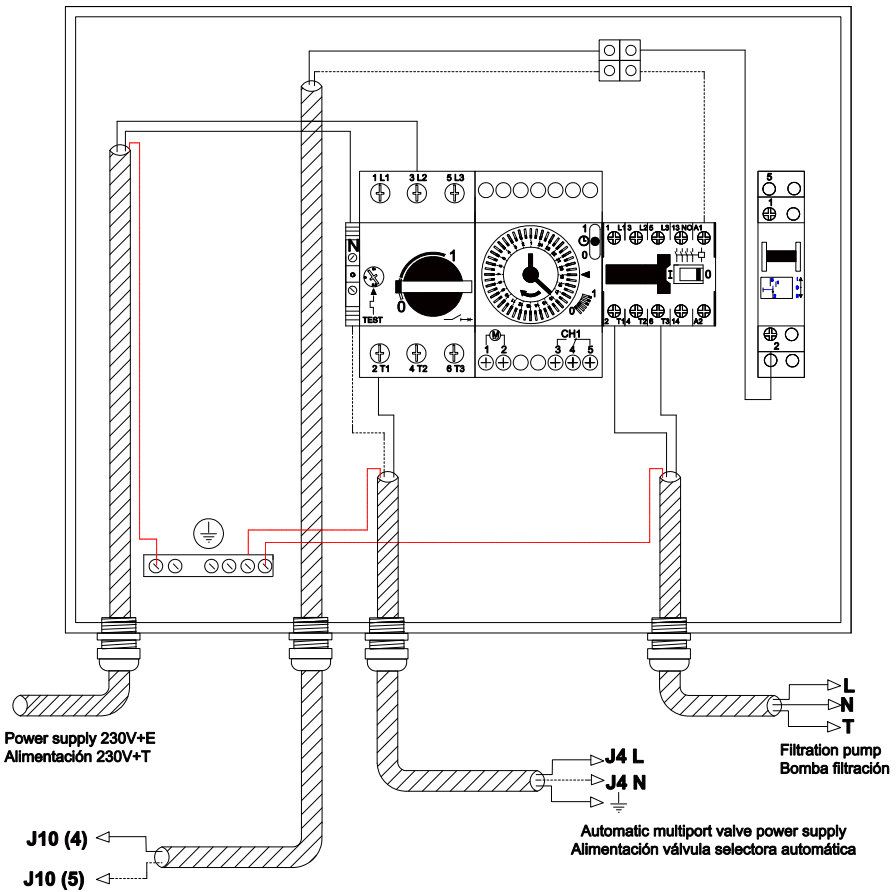 1 L1 3 L2 5 L3
5
1
1 L1 3 L2 5 L3 13 NO A1
N
1
1
0
0
TEST
0 1
I 0
2 T1 4 T2 6 T3 14 A2
M
CH1
1 2 3 4 5
2
2 T1 4 T2 6 T3
L
N
T
Power supply 230V+E
Alimentación 230V+T
Filtration pump
Bomba filtración
J4 L
J4 N
Automatic multiport valve power supply
Alimentación válvula selectora automática
J10 (4)
J10 (5)